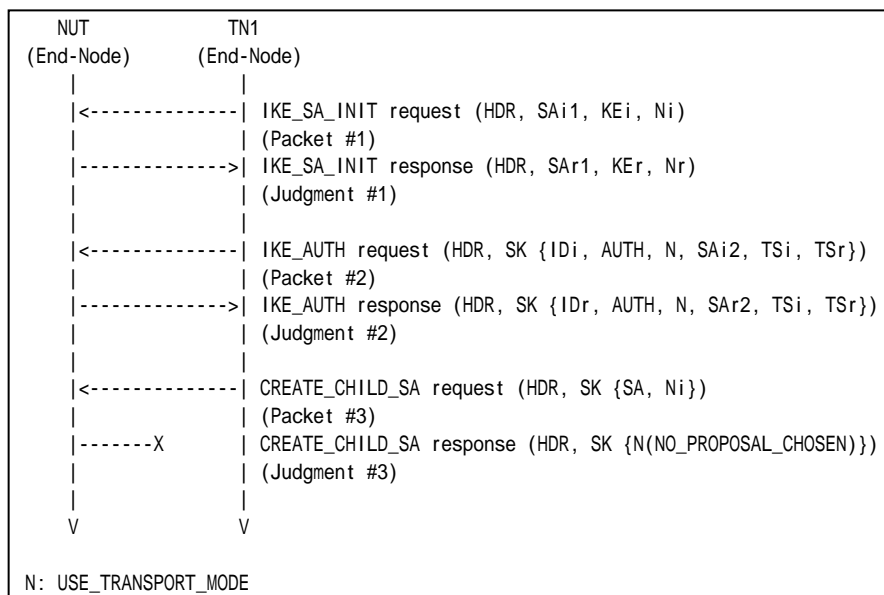 NUT TN1
(End-Node) (End-Node)
| |
|<--------------| IKE_SA_INIT request (HDR, SAi1, KEi, Ni)
| | (Packet #1)
|-------------->| IKE_SA_INIT response (HDR, SAr1, KEr, Nr)
| | (Judgment #1)
| |
|<--------------| IKE_AUTH request (HDR, SK {IDi, AUTH, N, SAi2, TSi, TSr})
| | (Packet #2)
|-------------->| IKE_AUTH response (HDR, SK {IDr, AUTH, N, SAr2, TSi, TSr})
| | (Judgment #2)
| |
|<--------------| CREATE_CHILD_SA request (HDR, SK {SA, Ni})
| | (Packet #3)
|-------X | CREATE_CHILD_SA response (HDR, SK {N(NO_PROPOSAL_CHOSEN)})
| | (Judgment #3)
| |
V V
N: USE_TRANSPORT_MODE